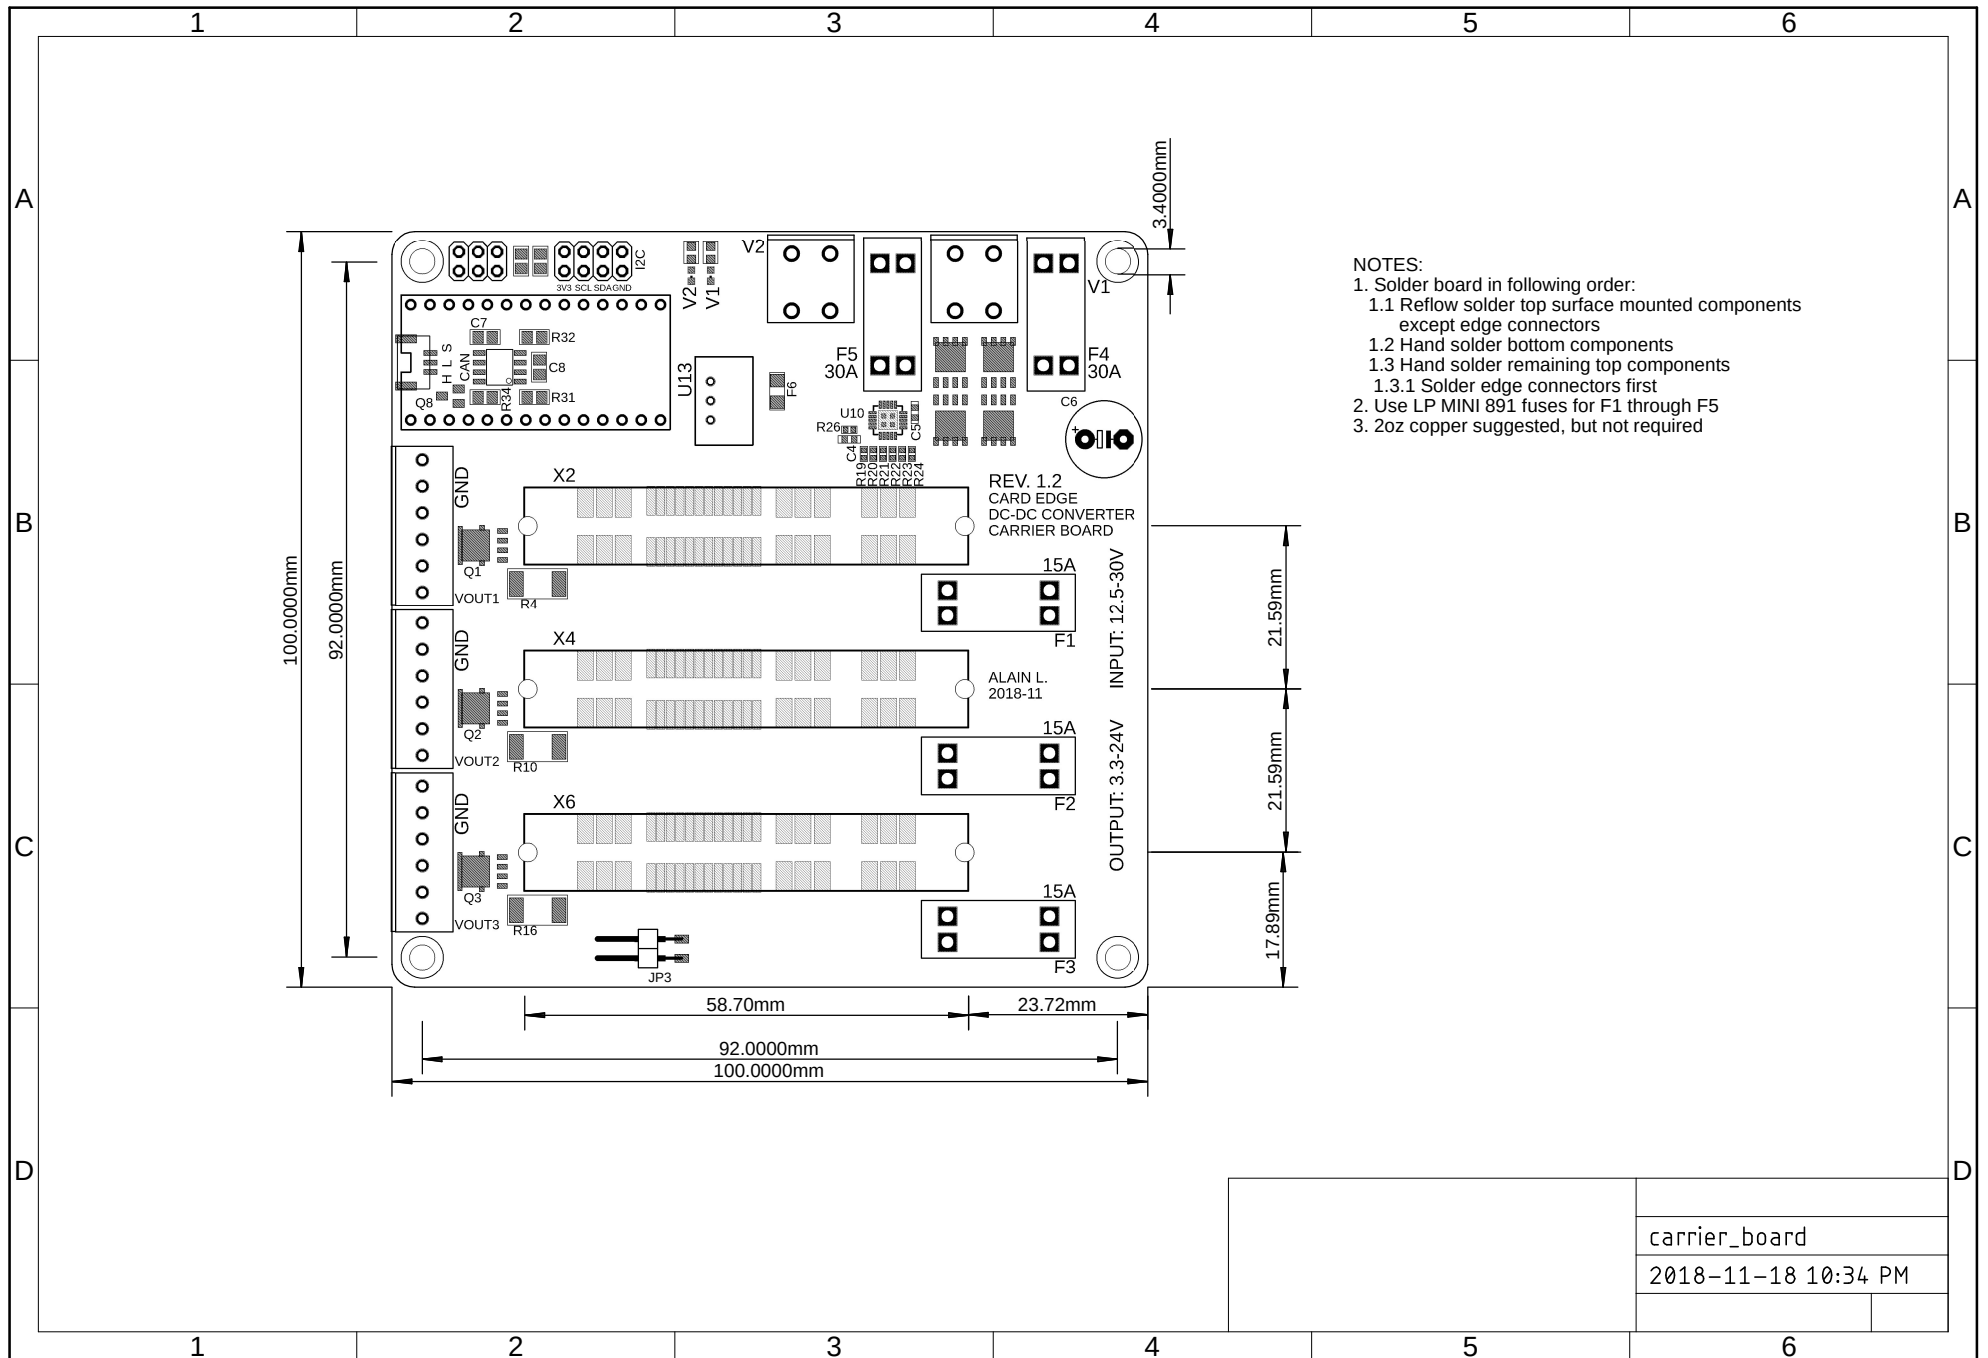 1 2 3 4 5 6
A A
3.4000mm
V2
I2C
3V3 SCL SDA GND
V2 V1
V1
NOTES:
1. Solder board in following order:
1.1 Reflow solder top surface mounted components
except edge connectors
1.2 Hand solder bottom components
1.3 Hand solder remaining top components
1.3.1 Solder edge connectors first
2. Use LP MINI 891 fuses for F1 through F5
3. 2oz copper suggested, but not required
C7
R32
H L S
CAN
C8
Q8
R34
R31
U13
F6
F5
30A
F4
30A
C6
+
U10
R26
C5
C4
R19
R20
R21
R22
R23
R24
B B
X2
GND
REV. 1.2
CARD EDGE
DC-DC CONVERTER
CARRIER BOARD
Q1
VOUT1
R4
15A
F1
INPUT: 12.5-30V
21.59mm
100.0000mm
92.0000mm
X4
GND
ALAIN L.
2018-11
Q2
VOUT2
R10
15A
F2
OUTPUT: 3.3-24V
21.59mm
C C
X6
GND
Q3
VOUT3
R16
15A
F3
17.89mm
JP3
58.70mm
23.72mm
92.0000mm
100.0000mm
D D
carrier_board
2018-11-18 10:34 PM
1 2 3 4 5 6